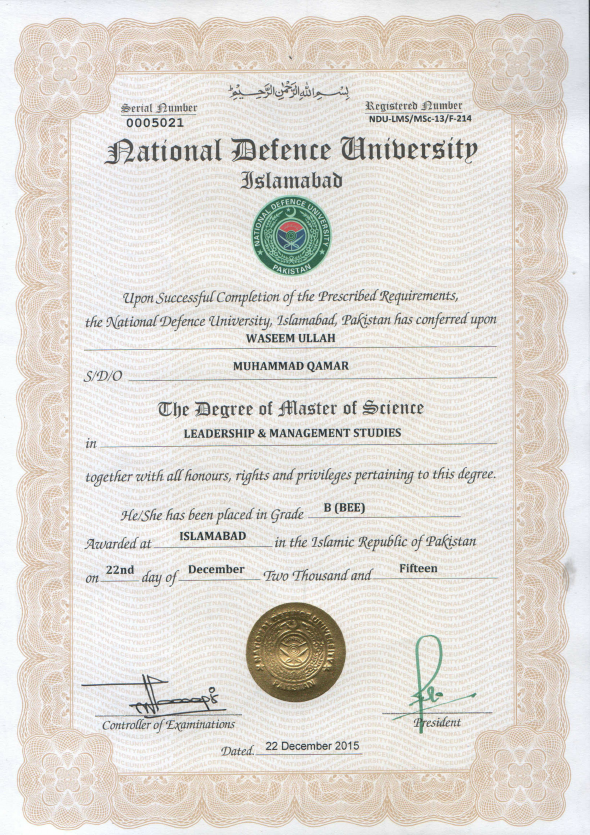 بسم الله الرحمن الرحيم
Serial Number
0005021
Registered Number
NDU-LMS/MSc-13/F-214
National Defence University
Islamabad
NATIONAL DEFENCE UNIVERSITY
PAKISTAN
Upon Successful Completion of the Prescribed Requirements,
the National Defence University, Islamabad, Pakistan has conferred upon
WASEEM ULLAH
S/D/O MUHAMMAD QAMAR
The Degree of Master of Science
in LEADERSHIP & MANAGEMENT STUDIES
together with all honours, rights and privileges pertaining to this degree.
He/She has been placed in Grade B (BEE)
Awarded at ISLAMABAD in the Islamic Republic of Pakistan
on 22nd day of December Two Thousand and Fifteen
Controller of Examinations
President
Dated. 22 December 2015